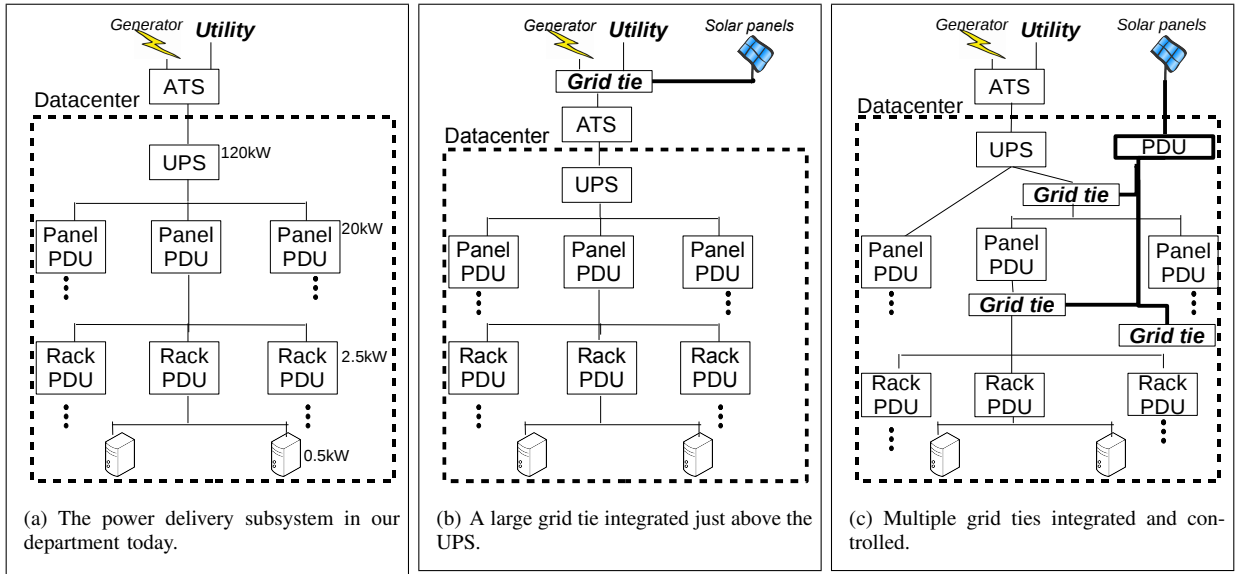 Generator
Utility
ATS
Datacenter
UPS
120kW
Panel
PDU
Panel
PDU
Panel
PDU
20kW
Rack
PDU
Rack
PDU
Rack
PDU
2.5kW
0.5kW
(a) The power delivery subsystem in our
department today.
Generator
Utility
Solar panels
Grid tie
ATS
Datacenter
UPS
Panel
PDU
Panel
PDU
Panel
PDU
Rack
PDU
Rack
PDU
Rack
PDU
(b) A large grid tie integrated just above the
UPS.
Generator
Utility
Solar panels
ATS
Datacenter
UPS
PDU
Grid tie
Panel
PDU
Panel
PDU
Panel
PDU
Grid tie
Grid tie
Rack
PDU
Rack
PDU
Rack
PDU
(c) Multiple grid ties integrated and con-
trolled.